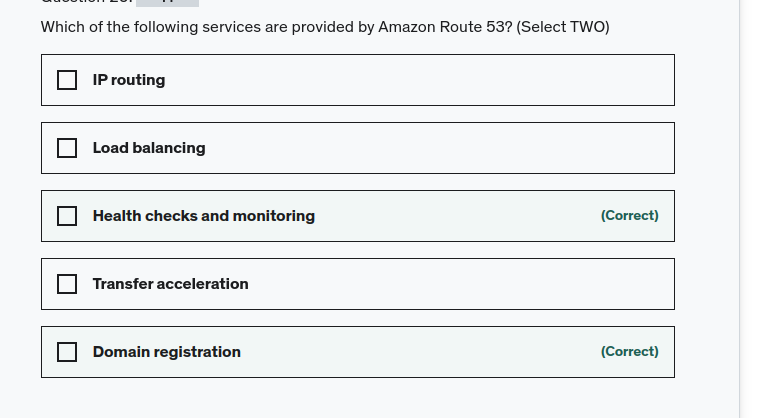 Which of the following services are provided by Amazon Route 53? (Select TWO)
IP routing
Load balancing
Health checks and monitoring (Correct)
Transfer acceleration
Domain registration (Correct)